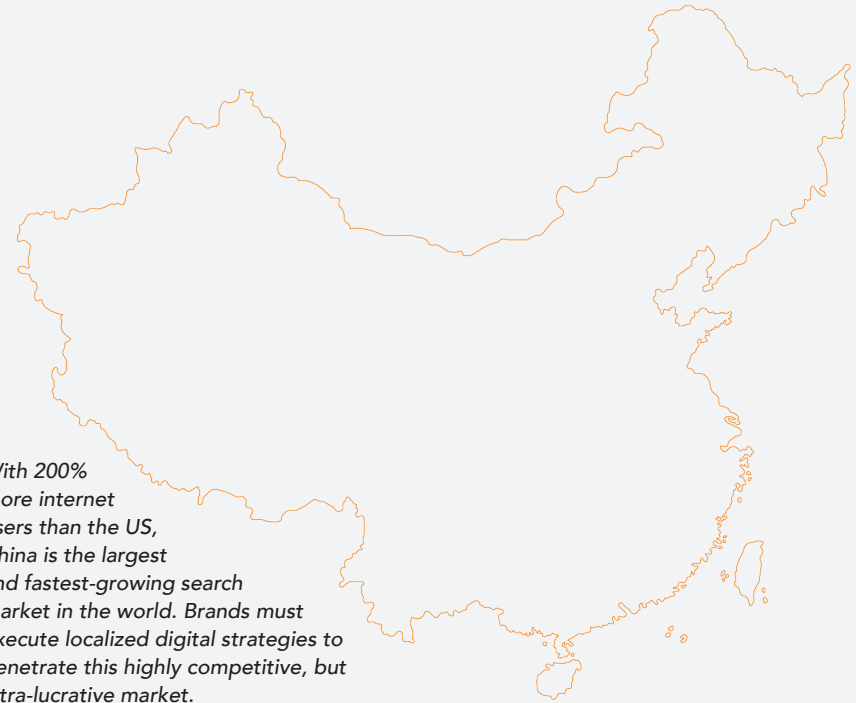 With 200%
ore internet
sers than the US,
hina is the largest
nd fastest-growing search
arket in the world. Brands must
xecute localized digital strategies to
enetrate this highly competitive, but
tra-lucrative market.